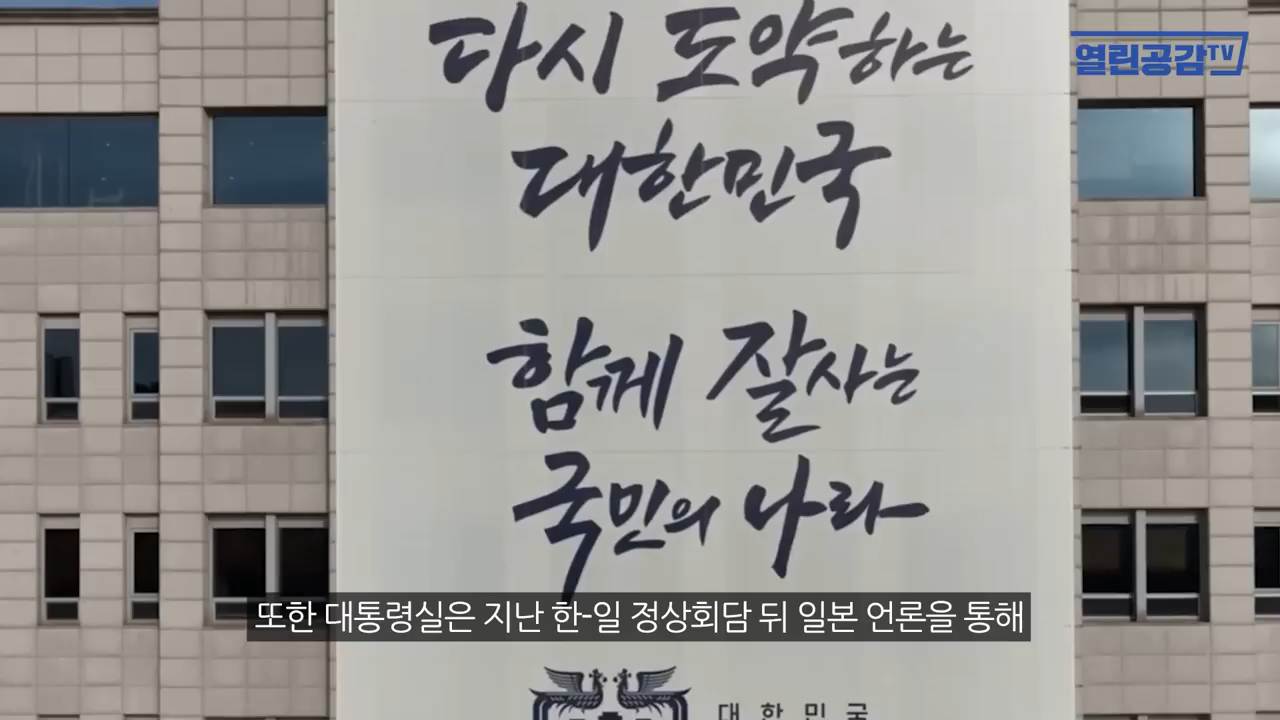 다시 도약하는
열린공감TV
대한민국
함께 잘사는
국민의 나라
또한 대통령실은 지난 한-일 정상회담 뒤 일본 언론을 통해
대한민국